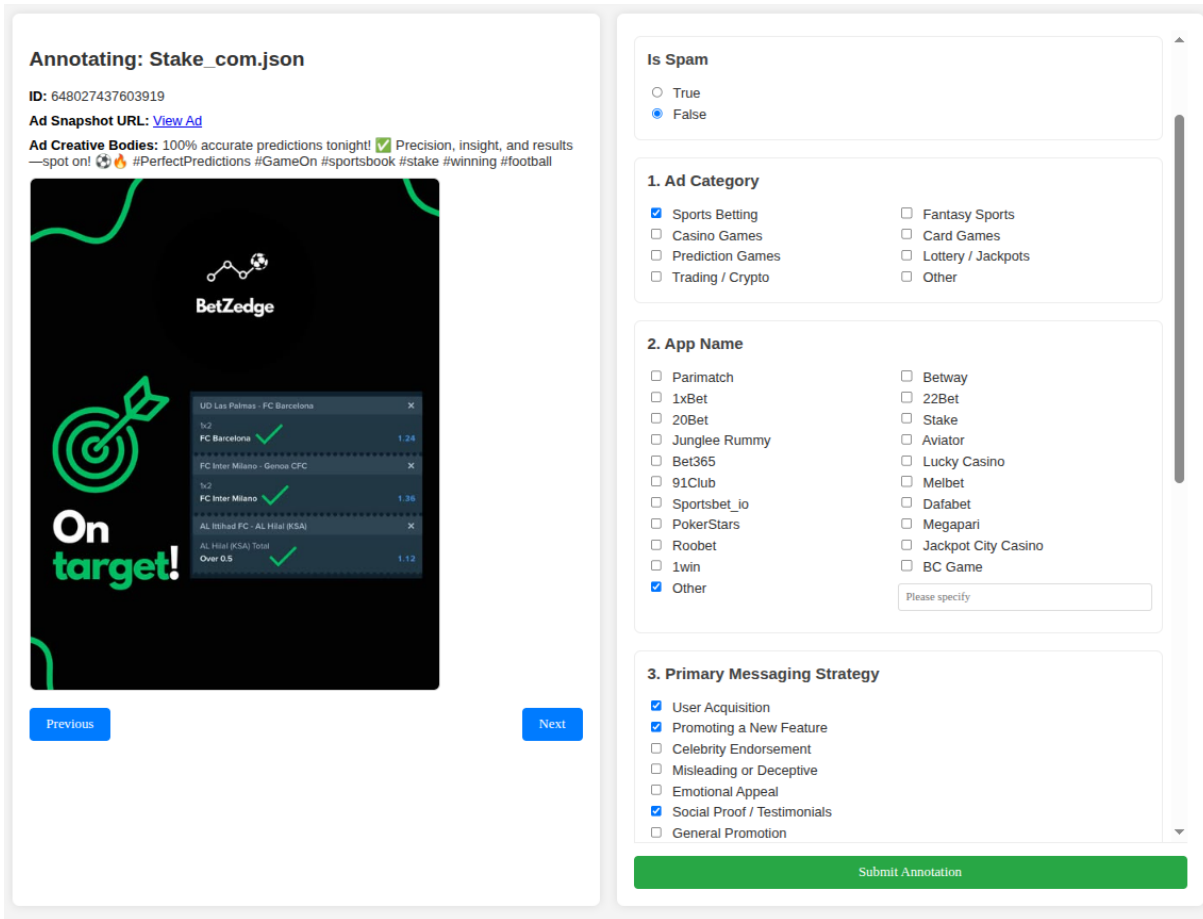 Annotating: Stake_com.json
ID: 648027437603919
Ad Snapshot URL: View Ad
Ad Creative Bodies: 100% accurate predictions tonight! ✅ Precision, insight, and results
—spot on! ⚽🔥 #PerfectPredictions #GameOn #sportsbook #stake #winning #football
BetZedge
On
target!
UD Las Palmas - FC Barcelona ×
1x2
FC Barcelona 1.24
FC Inter Milano - Genoa CFC ×
1x2
FC Inter Milano 1.36
AL Ittihad FC - AL Hilal (KSA) ×
AL Hilal (KSA) Total
Over 0.5 1.12
Previous
Next
Is Spam
True
False
1. Ad Category
Sports Betting
Fantasy Sports
Casino Games
Card Games
Prediction Games
Lottery / Jackpots
Trading / Crypto
Other
2. App Name
Parimatch
Betway
1xBet
22Bet
20Bet
Stake
Junglee Rummy
Aviator
Bet365
Lucky Casino
91Club
Melbet
Sportsbet_io
Dafabet
PokerStars
Megapari
Roobet
Jackpot City Casino
1win
BC Game
Other
Please specify
3. Primary Messaging Strategy
User Acquisition
Promoting a New Feature
Celebrity Endorsement
Misleading or Deceptive
Emotional Appeal
Social Proof / Testimonials
General Promotion
Submit Annotation